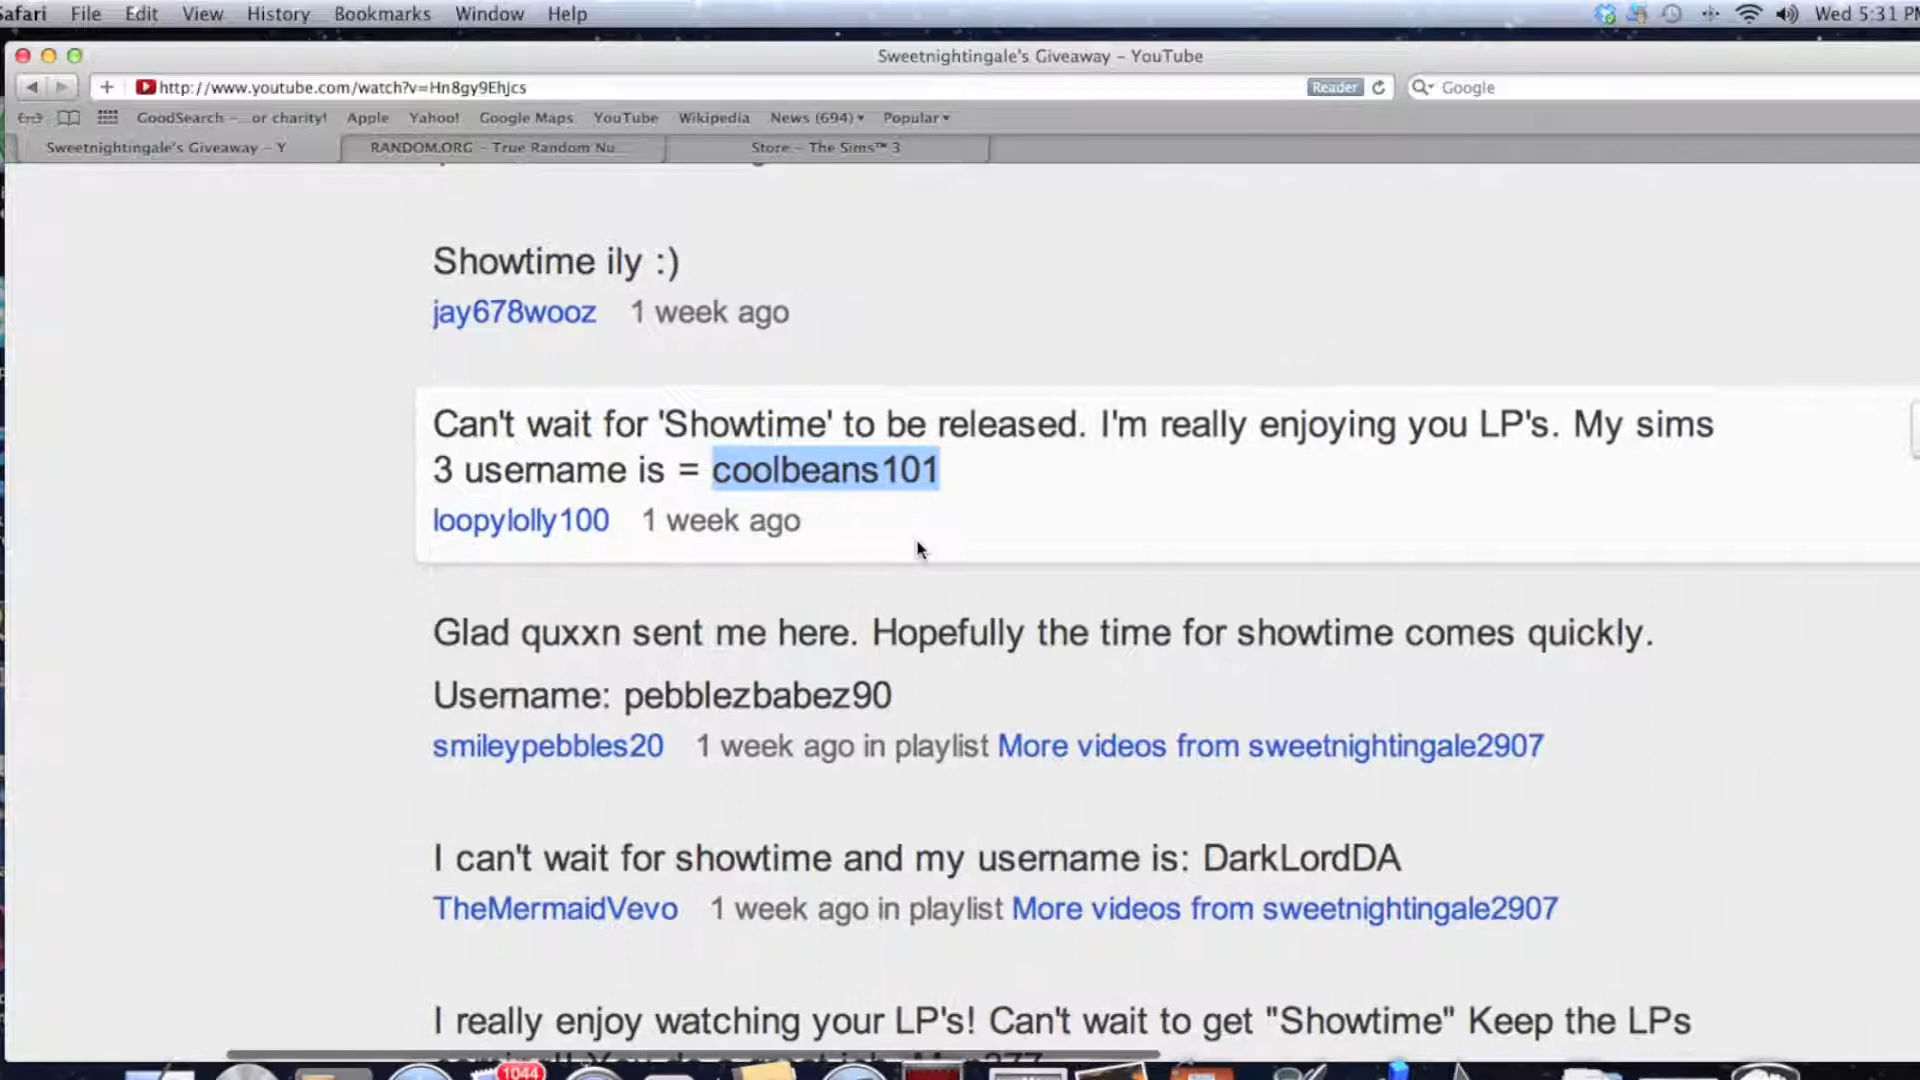 Safari File Edit View History Bookmarks Window Help Wed 5:31 PM
Sweetnightingale's Giveaway – YouTube
http://www.youtube.com/watch?v=Hn8gy9EhJcs Reader Google
GoodSearch – ... or charity! Apple Yahoo! Google Maps YouTube Wikipedia News (694) Popular
Sweetnightingale's Giveaway – Y RANDOM.ORG – True Random Nu... Store – The Sims™ 3
Showtime ily :)
jay678wooz 1 week ago
Can't wait for 'Showtime' to be released. I'm really enjoying you LP's. My sims
3 username is = coolbeans101
loopylolly100 1 week ago
Glad quxxn sent me here. Hopefully the time for showtime comes quickly.
Username: pebblezbabez90
smileypebbles20 1 week ago in playlist More videos from sweetnightingale2907
I can't wait for showtime and my username is: DarkLordDA
TheMermaidVevo 1 week ago in playlist More videos from sweetnightingale2907
I really enjoy watching your LP's! Can't wait to get "Showtime" Keep the LPs
1044